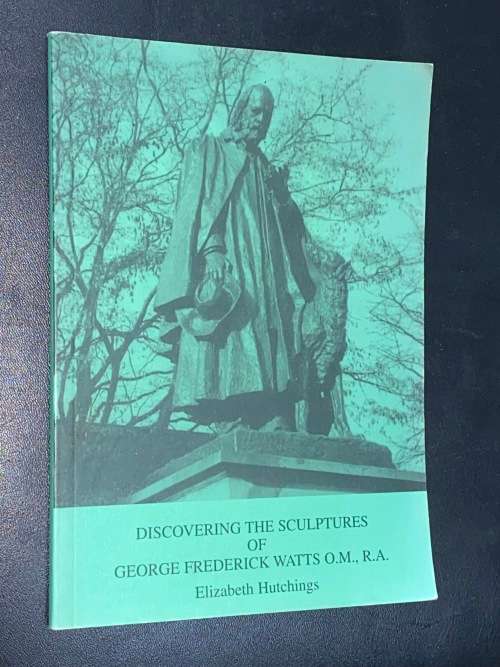 DISCOVERING THE SCULPTURES
OF
GEORGE FREDERICK WATTS O.M., R.A.
Elizabeth Hutchings